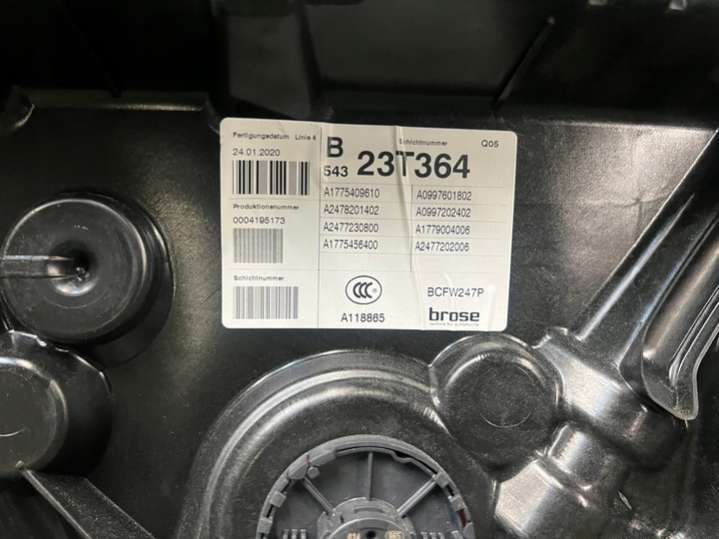 Fertigungsdatum Linie 4
24.01.2020
B
543
Schichtnummer
23T364
Q05
A1775409610 A0997601802
A2478201402 A0997202402
A2477230800 A1779004006
A1775456400 A2477202006
Produktionsnummer
0004195173
Schichtnummer
CCC
A118865
BCFW247P
brose